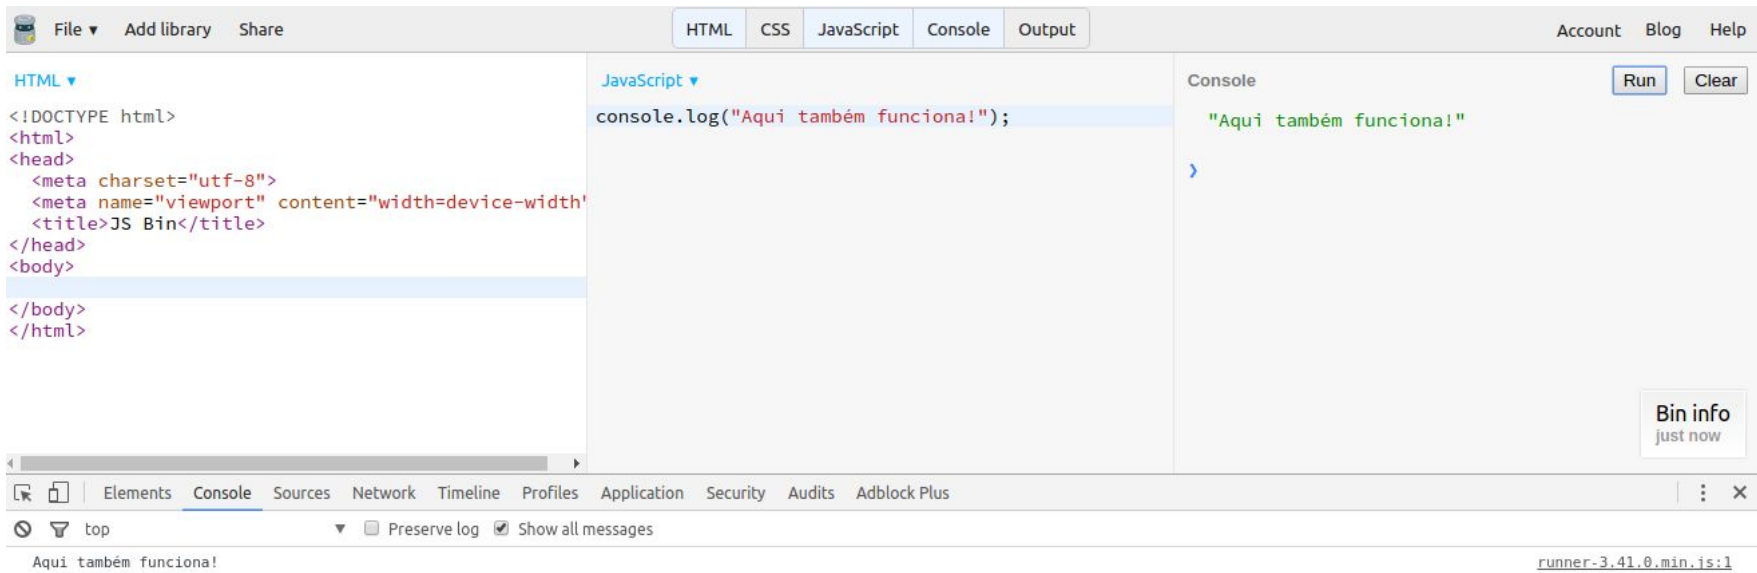 File ▾ Add library Share HTML CSS JavaScript Console Output Account Blog Help
HTML ▾
<!DOCTYPE html>
<html>
<head>
<meta charset="utf-8">
<meta name="viewport" content="width=device-width"
<title>JS Bin</title>
</head>
<body>
</body>
</html>
JavaScript ▾
console.log("Aqui também funciona!");
Console Run Clear
"Aqui também funciona!"
❯
Bin info
just now
Elements Console Sources Network Timeline Profiles Application Security Audits Adblock Plus
top ▼ Preserve log Show all messages
Aqui também funciona! runner-3.41.0.min.js:1